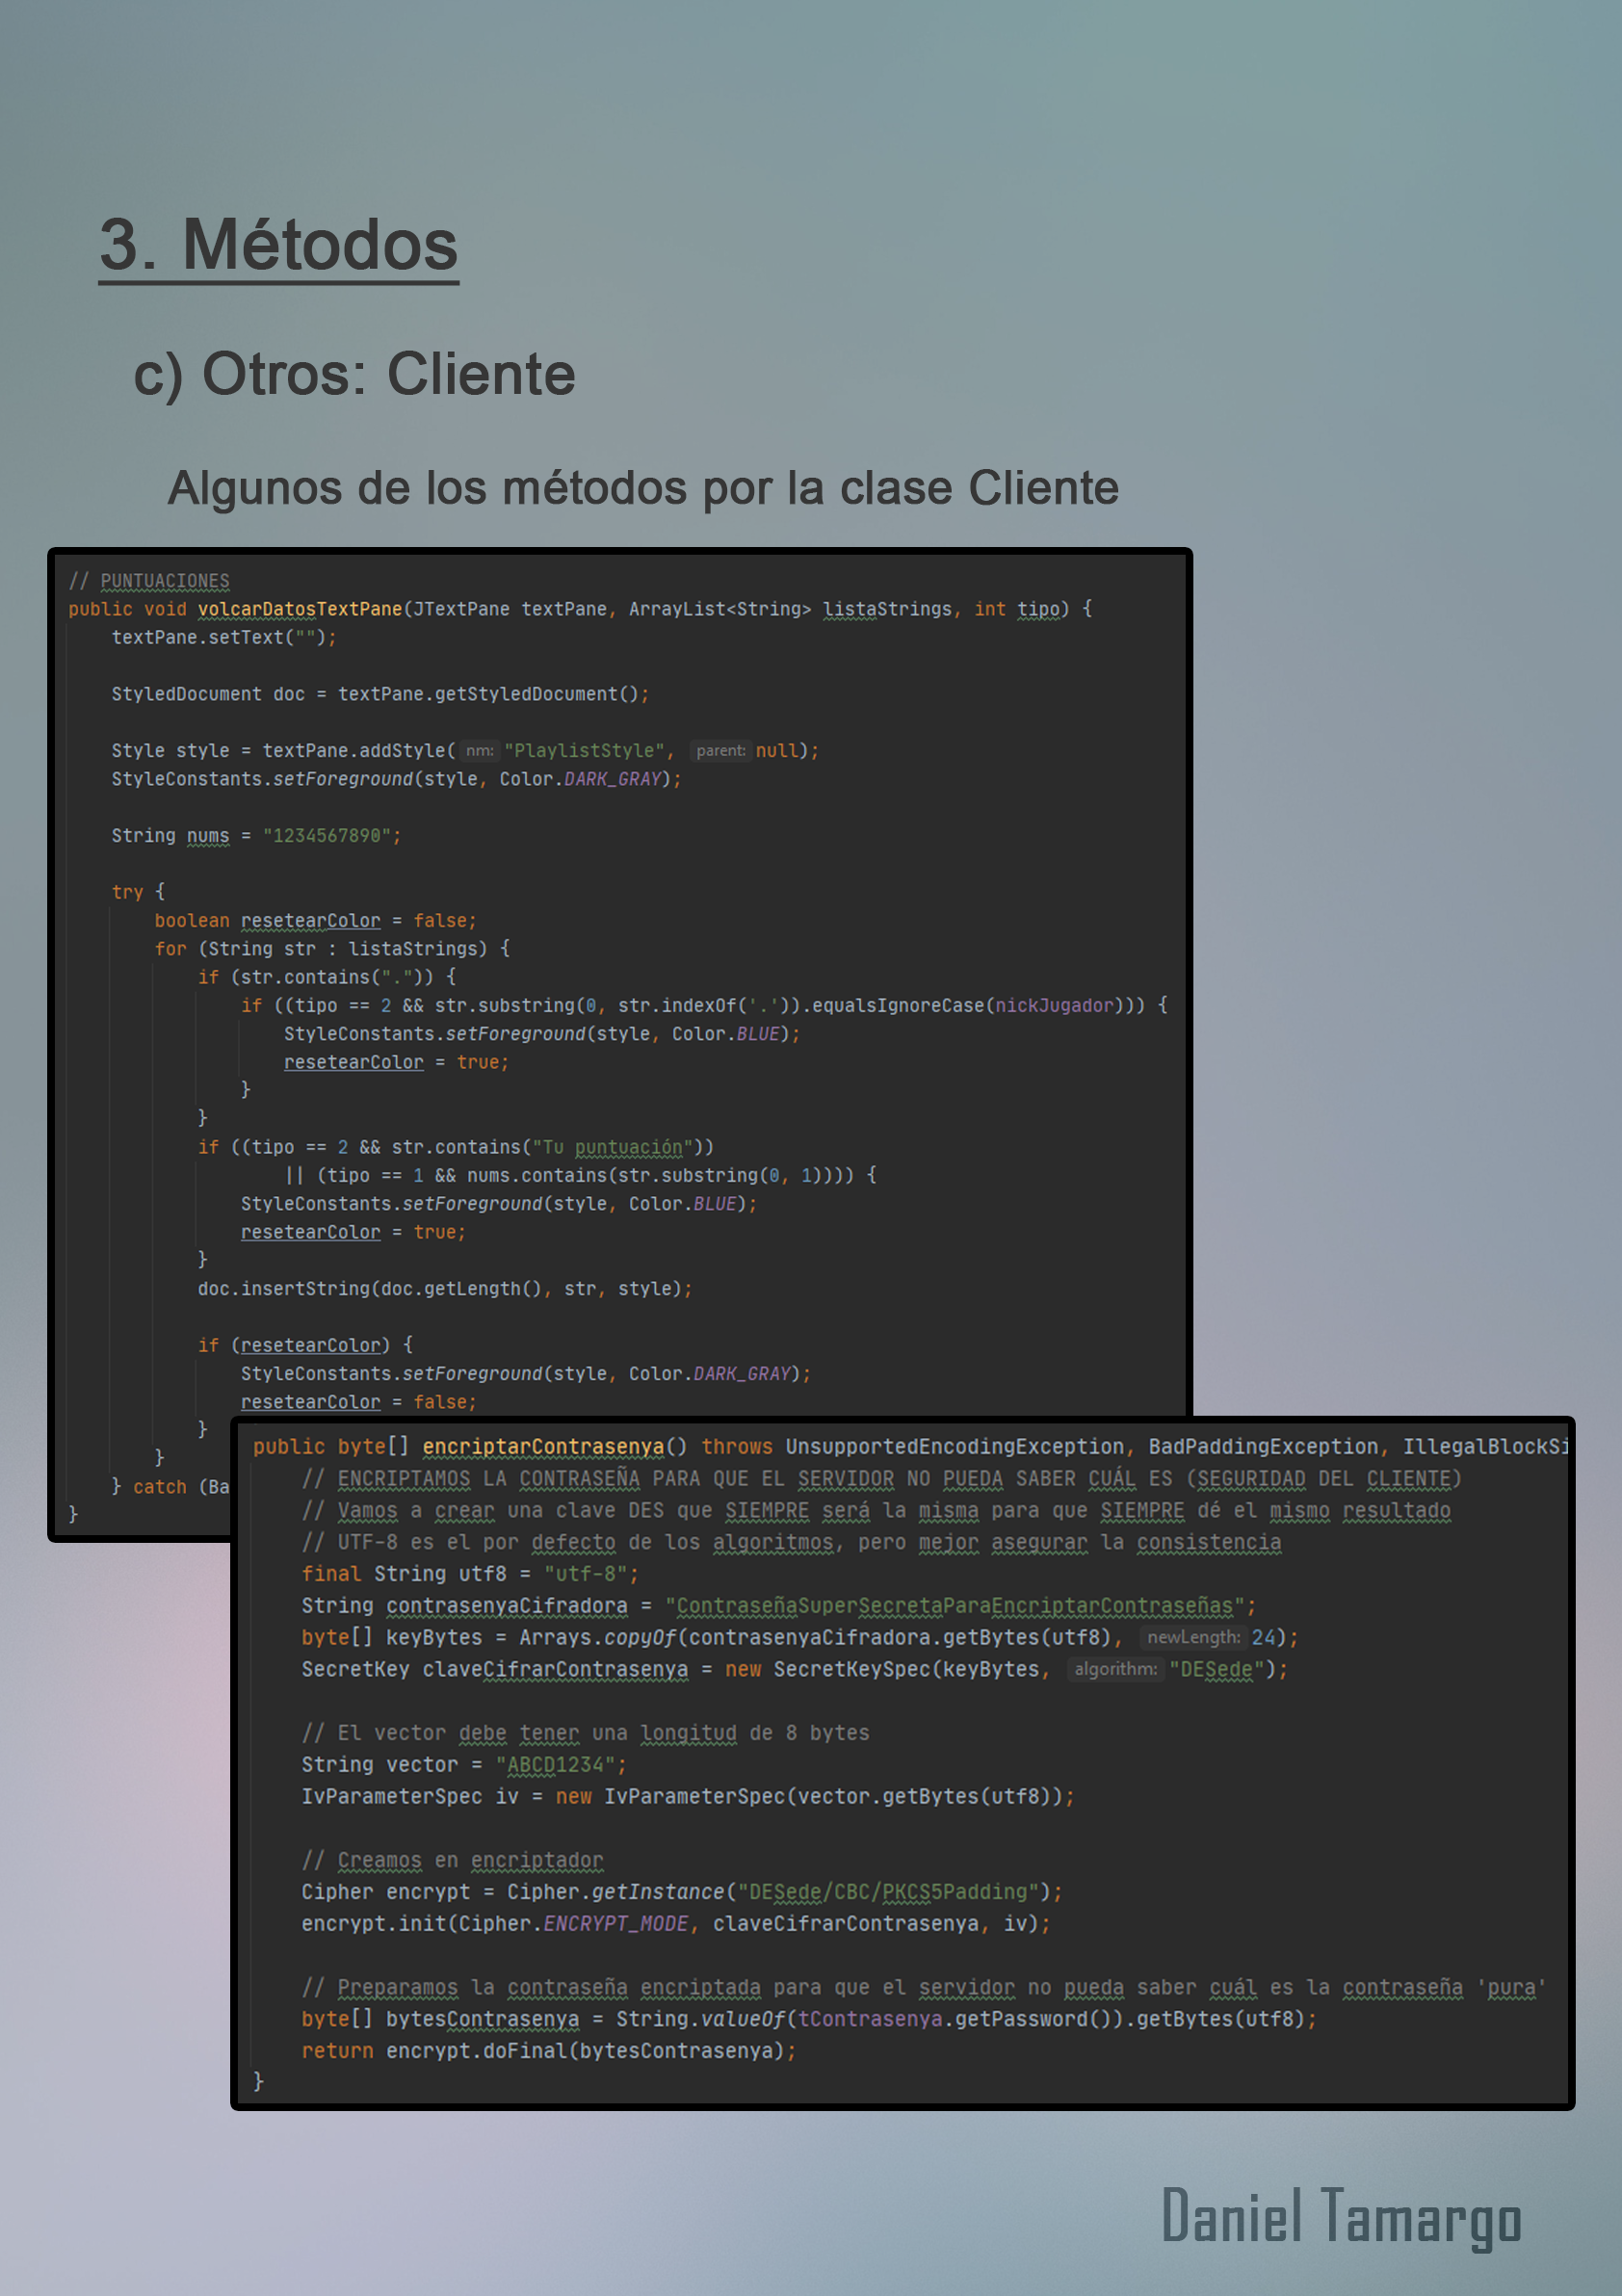 3. Métodos
c) Otros: Cliente
Algunos de los métodos por la clase Cliente
// PUNTUACIONES
public void volcarDatosTextPane(JTextPane textPane, ArrayList<String> listaStrings, int tipo) {
textPane.setText("");
StyledDocument doc = textPane.getStyledDocument();
Style style = textPane.addStyle( nm: "PlaylistStyle", parent: null);
StyleConstants.setForeground(style, Color.DARK_GRAY);
String nums = "1234567890";
try {
boolean resetearColor = false;
for (String str : listaStrings) {
if (str.contains(".")) {
if ((tipo == 2 && str.substring(0, str.indexOf('.')).equalsIgnoreCase(nickJugador))) {
StyleConstants.setForeground(style, Color.BLUE);
resetearColor = true;
}
}
if ((tipo == 2 && str.contains("Tu puntuación"))
|| (tipo == 1 && nums.contains(str.substring(0, 1)))) {
StyleConstants.setForeground(style, Color.BLUE);
resetearColor = true;
}
doc.insertString(doc.getLength(), str, style);
if (resetearColor) {
StyleConstants.setForeground(style, Color.DARK_GRAY);
resetearColor = false;
}
}
} catch (Ba
}
public byte[] encriptarContrasenya() throws UnsupportedEncodingException, BadPaddingException, IllegalBlockSi
// ENCRIPTAMOS LA CONTRASEÑA PARA QUE EL SERVIDOR NO PUEDA SABER CUÁL ES (SEGURIDAD DEL CLIENTE)
// Vamos a crear una clave DES que SIEMPRE será la misma para que SIEMPRE dé el mismo resultado
// UTF-8 es el por defecto de los algoritmos, pero mejor asegurar la consistencia
final String utf8 = "utf-8";
String contrasenyaCifradora = "ContraseñaSuperSecretaParaEncriptarContraseñas";
byte[] keyBytes = Arrays.copyOf(contrasenyaCifradora.getBytes(utf8), newLength: 24);
SecretKey claveCifrarContrasenya = new SecretKeySpec(keyBytes, algorithm: "DESede");
// El vector debe tener una longitud de 8 bytes
String vector = "ABCD1234";
IvParameterSpec iv = new IvParameterSpec(vector.getBytes(utf8));
// Creamos en encriptador
Cipher encrypt = Cipher.getInstance("DESede/CBC/PKCS5Padding");
encrypt.init(Cipher.ENCRYPT_MODE, claveCifrarContrasenya, iv);
// Preparamos la contraseña encriptada para que el servidor no pueda saber cuál es la contraseña 'pura'
byte[] bytesContrasenya = String.valueOf(tContrasenya.getPassword()).getBytes(utf8);
return encrypt.doFinal(bytesContrasenya);
}
Daniel Tamargo